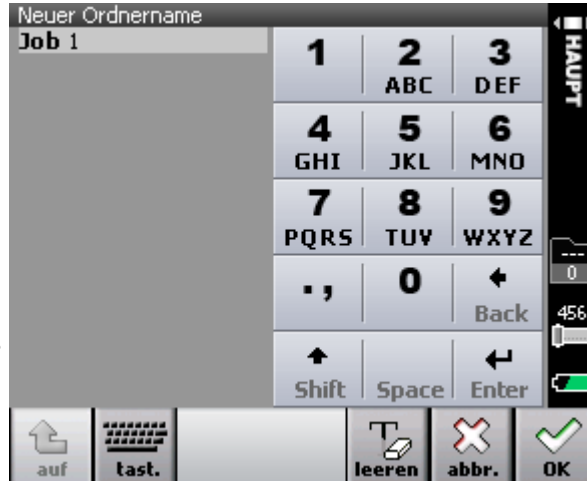 Neuer Ordnername
Job 1
1
2
ABC
3
DEF
4
GHI
5
JKL
6
MNO
7
PQRS
8
TUV
9
WXYZ
.,
0
Back
Shift
Space
Enter
HAUPT
---
0
456
auf
tast.
leeren
abbr.
OK